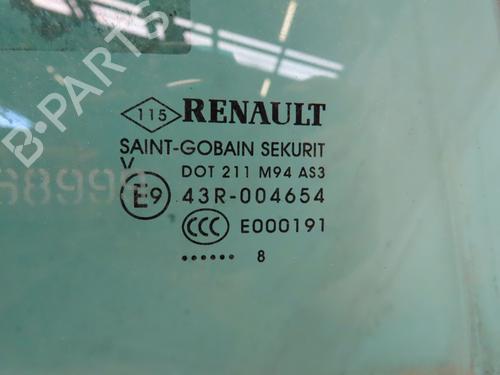 B-PARTS
115 RENAULT
SAINT-GOBAIN SEKURIT
V DOT 211 M94 AS3
E9 43R-004654
CCC E000191
...... 8